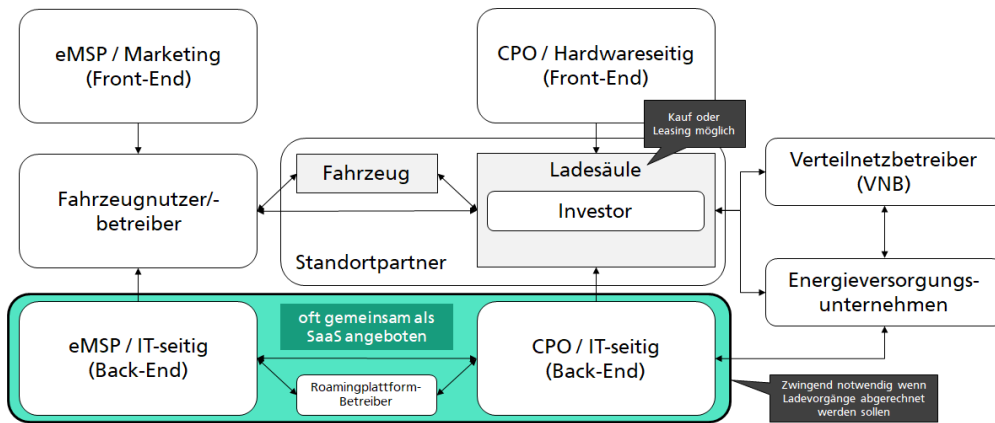 eMSP / Marketing
(Front-End)
CPO / Hardwareseitig
(Front-End)
Kauf oder
Leasing möglich
Fahrzeugnutzer/-
betreiber
Fahrzeug
Ladesäule
Investor
Standortpartner
Verteilnetzbetreiber
(VNB)
Energieversorgungs-
unternehmen
eMSP / IT-seitig
(Back-End)
oft gemeinsam als
SaaS angeboten
Roamingplattform-
Betreiber
CPO / IT-seitig
(Back-End)
Zwingend notwendig wenn
Ladevorgänge abgerechnet
werden sollen